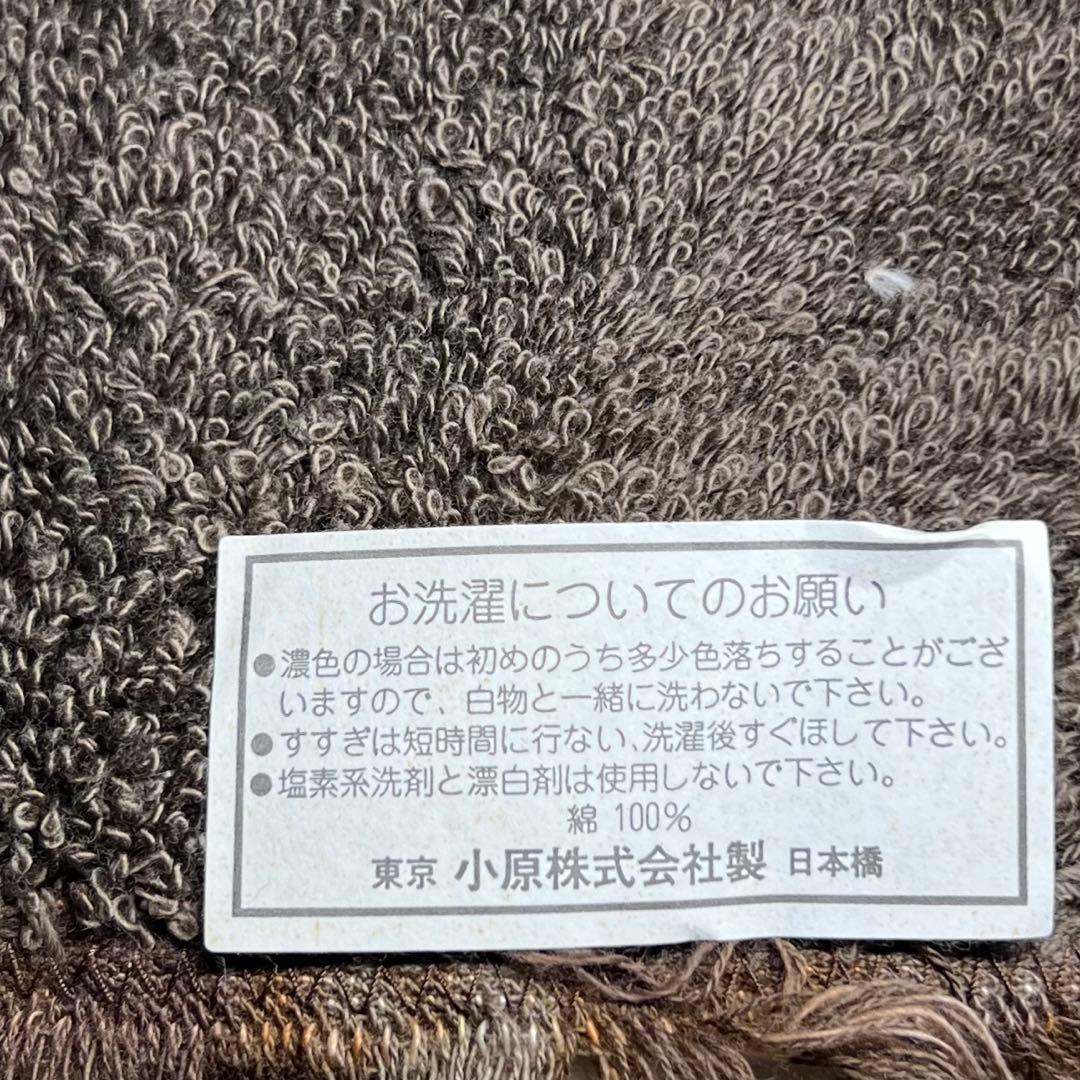 お洗濯についてのお願い
●濃色の場合は初めのうち多少色落ちすることがござ
いますので、白物と一緒に洗わないで下さい。
●すすぎは短時間に行ない、洗濯後すぐほして下さい。
●塩素系洗剤と漂白剤は使用しないで下さい。
綿 100%
東京 小原株式会社製 日本橋